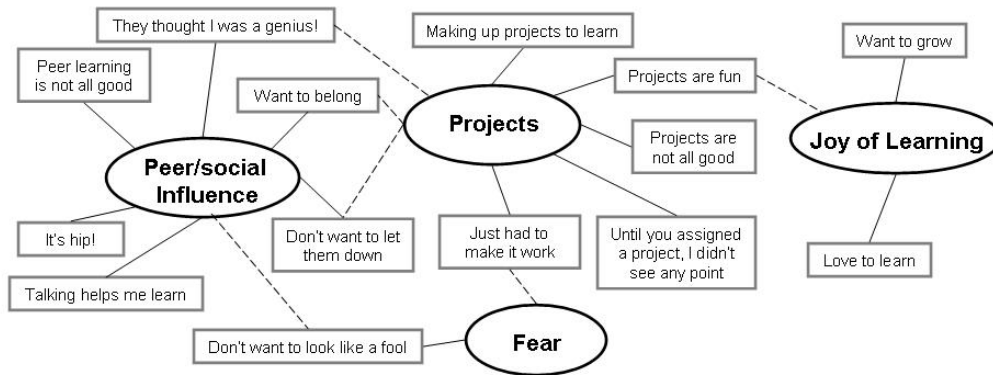 They thought I was a genius!
Making up projects to learn
Want to grow
Peer learning
is not all good
Want to belong
Projects are fun
Projects
Joy of Learning
Projects are
not all good
Peer/social
Influence
It's hip!
Don't want to let
them down
Just had to
make it work
Until you assigned
a project, I didn't
see any point
Love to learn
Talking helps me learn
Don't want to look like a fool
Fear